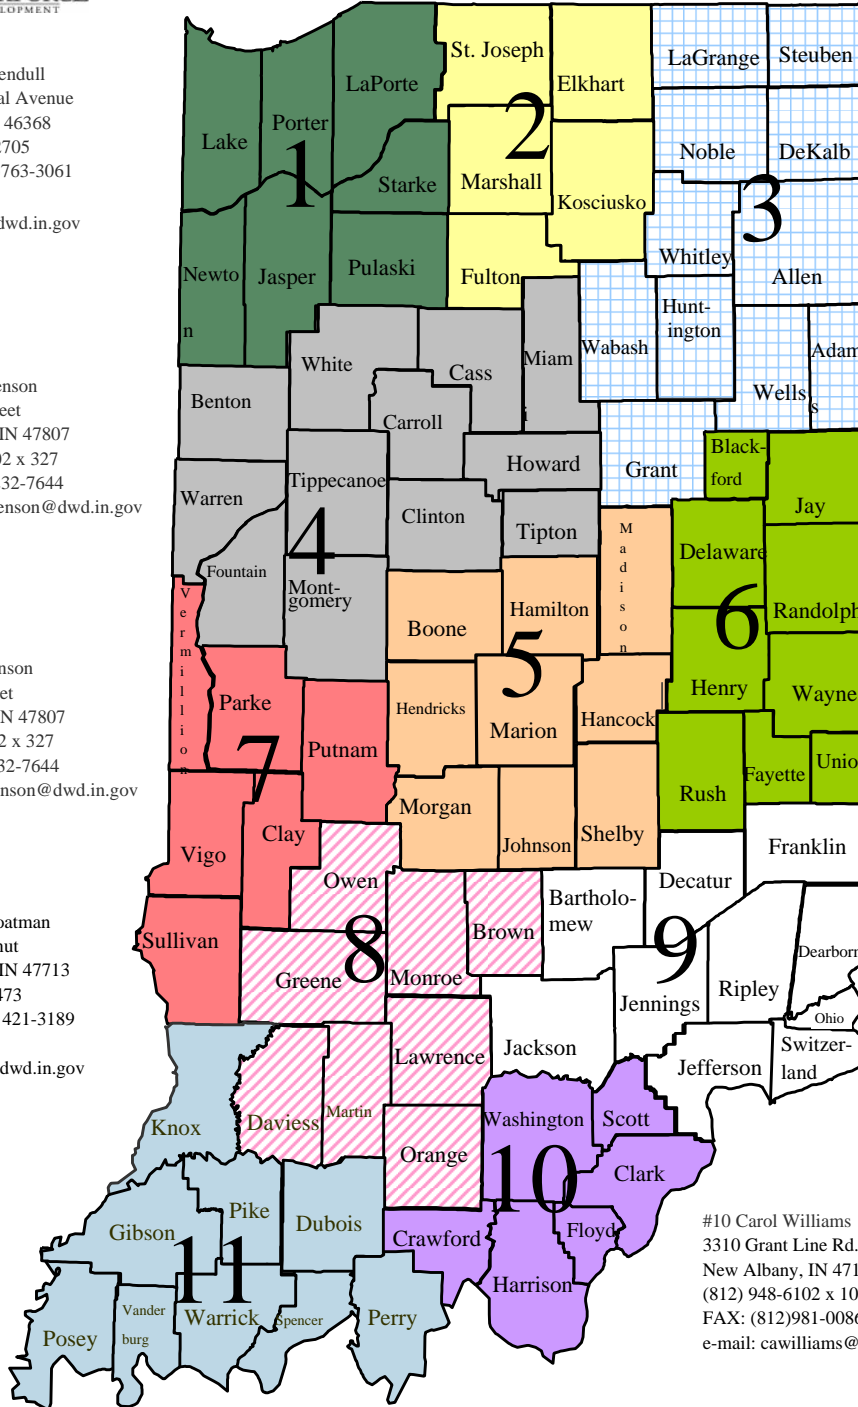 DEVELOPMENT
St. Joseph
LaGrange
Steuben
Elkhart
LaPorte
Porter
Lake
1
2
Noble
DeKalb
Starke
Marshall
Kosciusko
3
Whitley
Allen
Newto
n
Jasper
Pulaski
Fulton
Hunt-
ington
White
Cass
Miam
i
Wabash
Adam
s
Wells
Benton
Carroll
Howard
Grant
Black-
ford
Jay
Warren
Tippecanoe
Clinton
Tipton
4
Madison
Delaware
Fountain
Mont-
gomery
Boone
Hamilton
Randolph
6
Vermillion
5
Parke
Hendricks
Marion
Hancock
Henry
Wayne
7
Putnam
Fayette
Unio
Rush
Morgan
Johnson
Shelby
Vigo
Clay
Franklin
Owen
Decatur
Bartholo-
mew
Sullivan
8
Brown
9
Greene
Monroe
Dearborn
Jennings
Ripley
Ohio
Lawrence
Jackson
Switzer-
land
Jefferson
Knox
Daviess
Martin
Washington
Scott
Orange
10
Clark
Gibson
Pike
Dubois
Crawford
Floyd
11
Harrison
Vander
burg
Warrick
Spencer
Perry
Posey
endull
al Avenue
46368
2705
763-3061
dwd.in.gov
enson
eet
IN 47807
02 x 327
232-7644
enson@dwd.in.gov
nson
et
N 47807
2 x 327
32-7644
nson@dwd.in.gov
oatman
nut
IN 47713
473
421-3189
dwd.in.gov
#10 Carol Williams
3310 Grant Line Rd.
New Albany, IN 471
(812) 948-6102 x 10
FAX: (812)981-0086
e-mail: cawilliams@